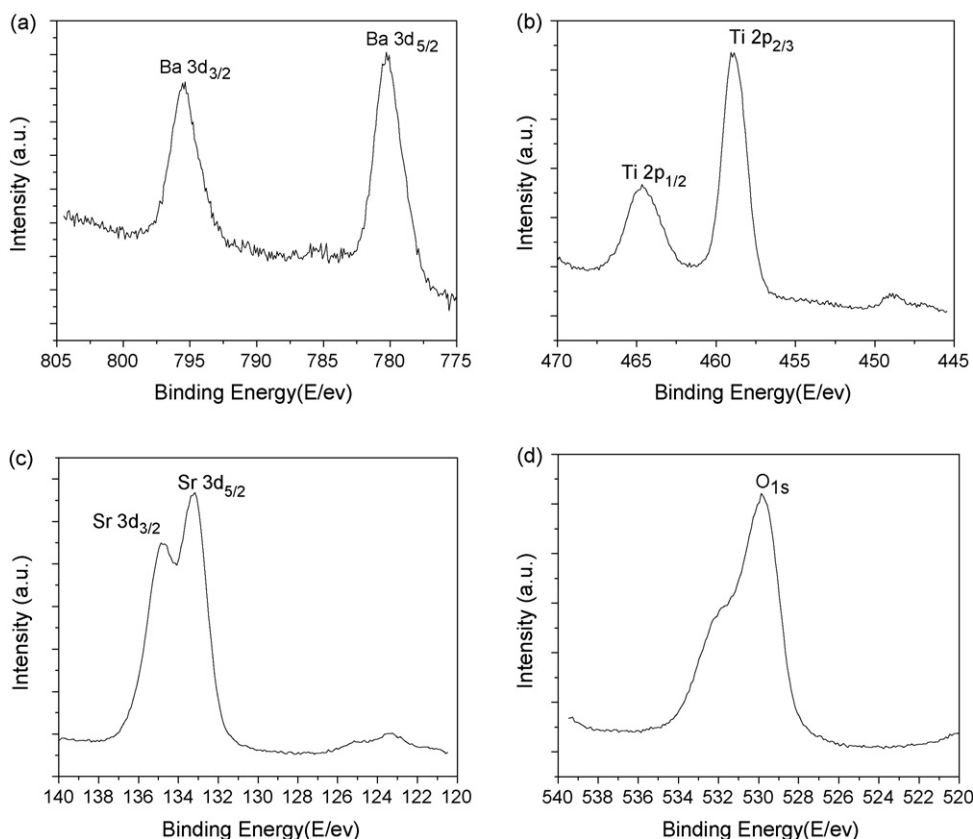 (a)
Ba 3d3/2
Ba 3d5/2
Intensity (a.u.)
805 800 795 790 785 780 775
Binding Energy(E/ev)
(b)
Ti 2p2/3
Ti 2p1/2
Intensity (a.u.)
470 465 460 455 450 445
Binding Energy(E/ev)
(c)
Sr 3d5/2
Sr 3d3/2
Intensity (a.u.)
140 138 136 134 133 130 128 126 124 122 120
Binding Energy(E/ev)
(d)
O1s
Intensity (a.u.)
540 538 536 534 532 530 528 526 524 522 520
Binding Energy(E/ev)